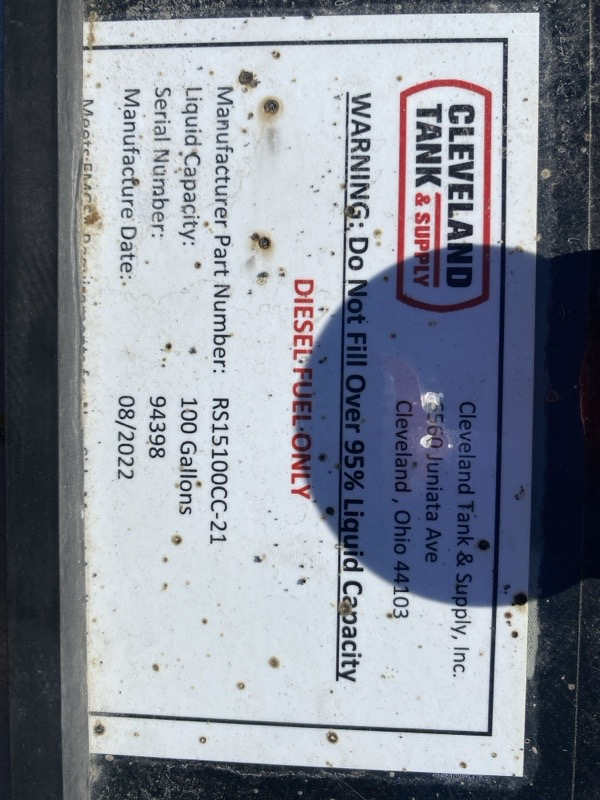 CLEVELAND
TANK & SUPPLY
Cleveland Tank & Supply, Inc.
6560 Juniata Ave
Cleveland , Ohio 44103
WARNING: Do Not Fill Over 95% Liquid Capacity
DIESEL FUEL ONLY
Manufacturer Part Number: RS15100CC-21
Liquid Capacity: 100 Gallons
Serial Number: 94398
Manufacture Date: 08/2022
Meets